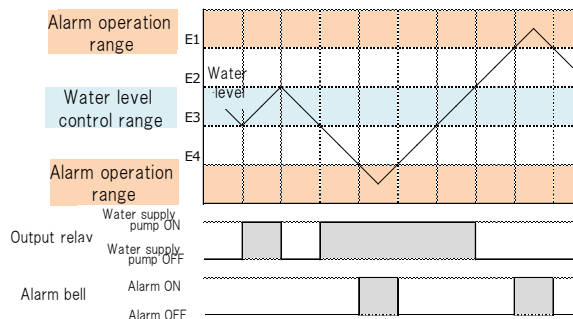 Alarm operation
range
E1
E2
Water
level
Water level
control range
E3
E4
Alarm operation
range
Water supply
pump ON
Output relay
Water supply
pump OFF
Alarm ON
Alarm bell
Alarm OFF